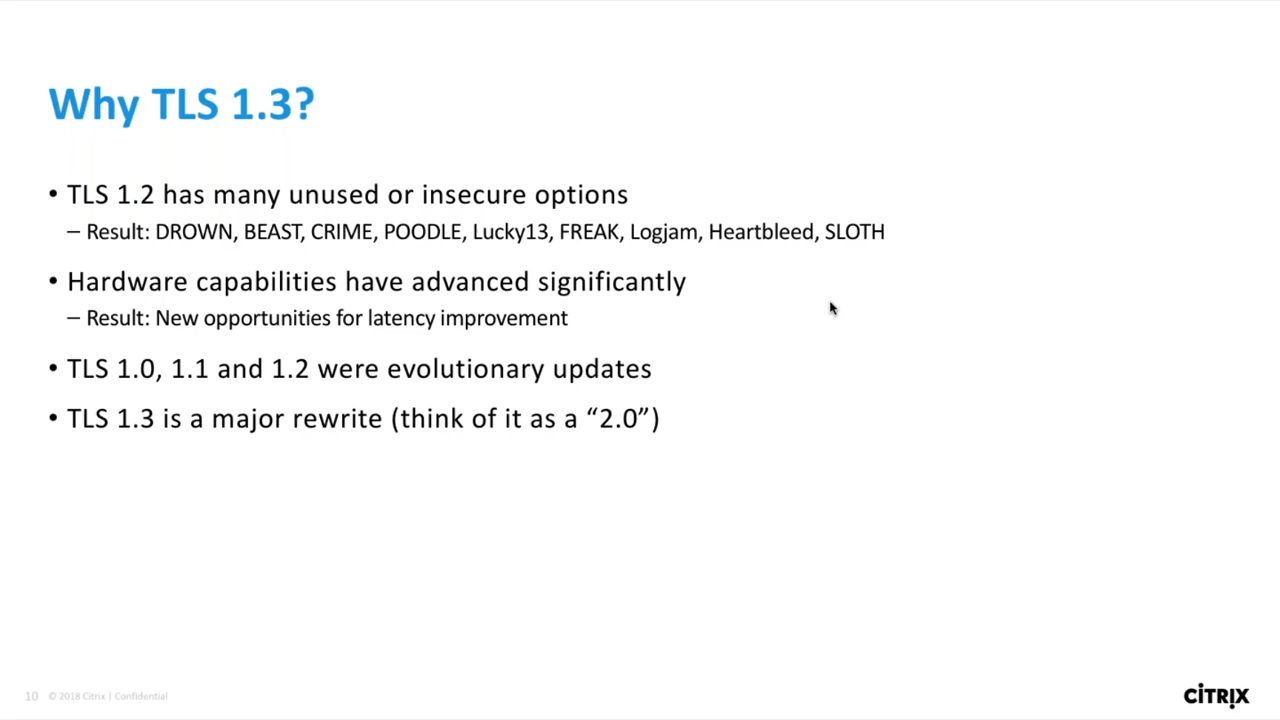 Why TLS 1.3?
• TLS 1.2 has many unused or insecure options
– Result: DROWN, BEAST, CRIME, POODLE, Lucky13, FREAK, Logjam, Heartbleed, SLOTH
• Hardware capabilities have advanced significantly
– Result: New opportunities for latency improvement
• TLS 1.0, 1.1 and 1.2 were evolutionary updates
• TLS 1.3 is a major rewrite (think of it as a “2.0”)
10 © 2018 Citrix | Confidential
CİTRIX